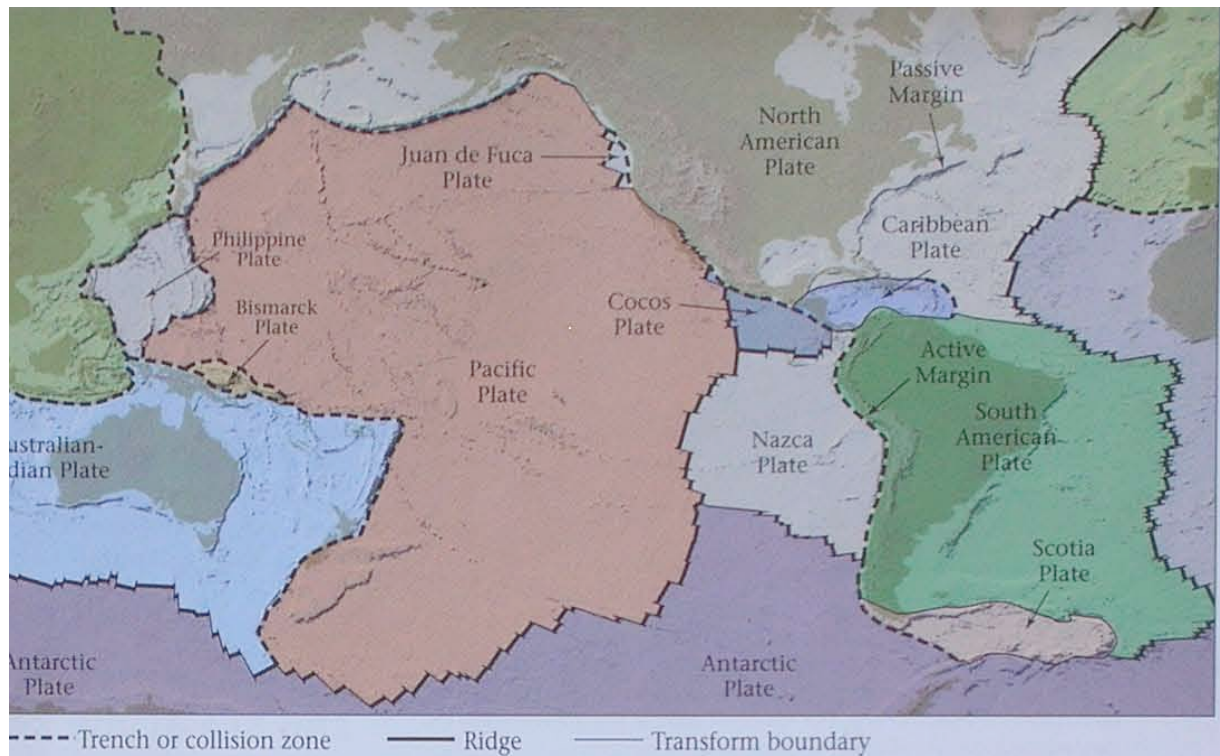 Passive
Margin
North
American
Plate
Juan de Fuca
Plate
Caribbean
Plate
Philippine
Plate
Bismarck
Plate
Cocos
Plate
Pacific
Plate
Active
Margin
South
American
Plate
Nazca
Plate
ustralian-
dian Plate
Scotia
Plate
Antarctic
Plate
Antarctic
Plate
Trench or collision zone
Ridge
Transform boundary